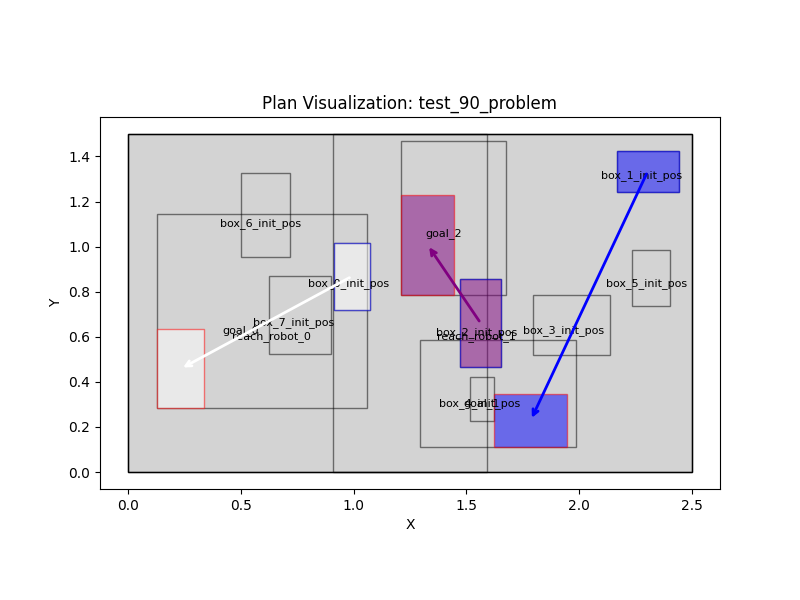 Plan Visualization: test_90_problem
1.4
1.2
1.0
0.8
0.6
0.4
0.2
0.0
Y
box_1_init_pos
box_6_init_pos
goal_2
box_0_init_pos
box_5_init_pos
box_7_init_pos
goal_0
reach_robot_0
box_2_init_pos
reach_robot_1
box_3_init_pos
box_4_init_pos
goal_1
0.0
0.5
1.0
1.5
2.0
2.5
X